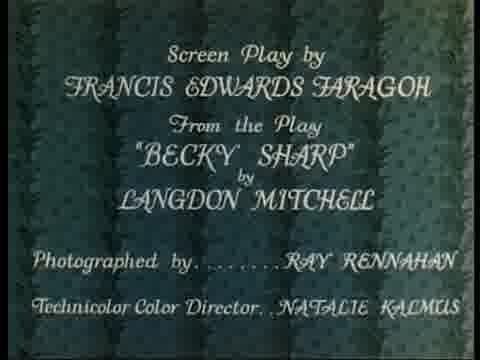 Screen Play by
FRANCIS EDWARDS FARAGOH
From the Play
"BECKY SHARP"
by
LANGDON MITCHELL
Photographed by........RAY RENNAHAN
Technicolor Color Director..NATALIE KALMUS